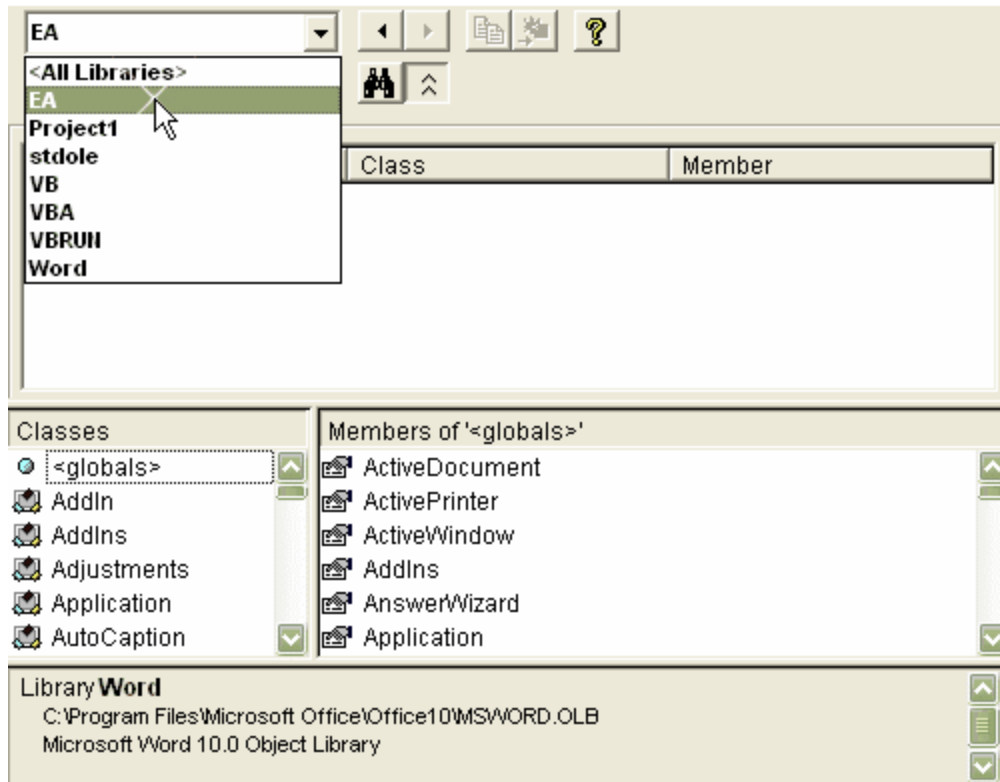 EA
<All Libraries>
EA
Project1
stdole
VB
VBA
VBRUN
Word
Class Member
Classes
<globals>
AddIn
AddIns
Adjustments
Application
AutoCaption
Members of '<globals>'
ActiveDocument
ActivePrinter
ActiveWindow
AddIns
AnswerWizard
Application
Library Word
C:\Program Files\Microsoft Office\Office10\MSWORD.OLB
Microsoft Word 10.0 Object Library